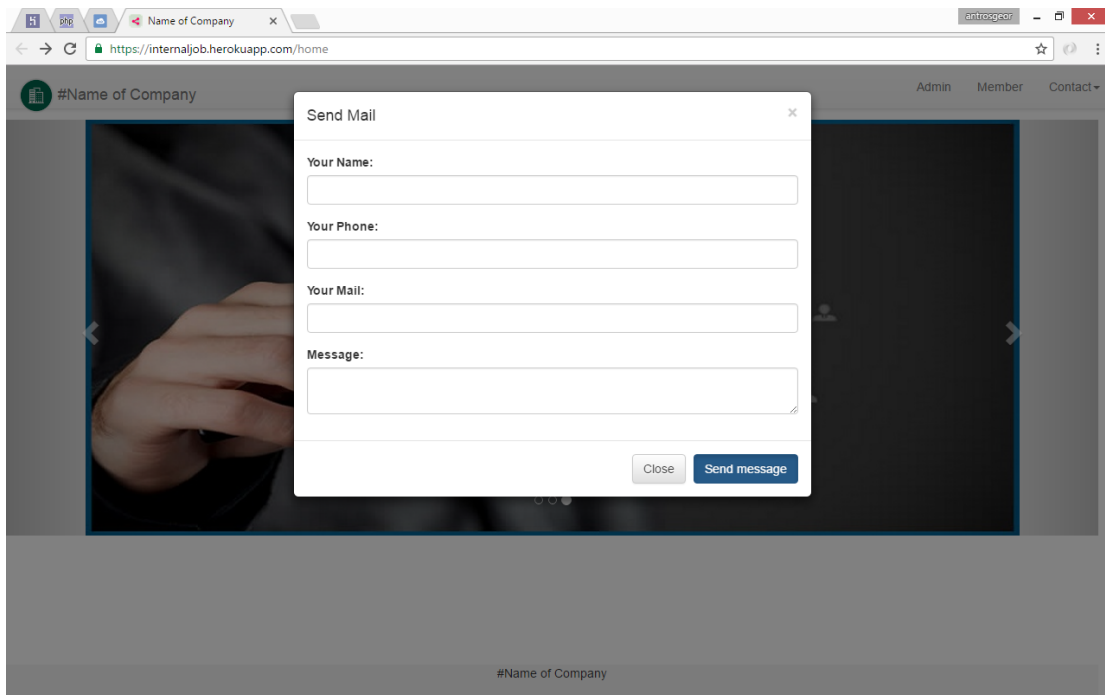 php
Name of Company
antrosgeor
https://internaljob.herokuapp.com/home
#Name of Company
Admin
Member
Contact
Send Mail
Your Name:
Your Phone:
Your Mail:
Message:
Close
Send message
#Name of Company